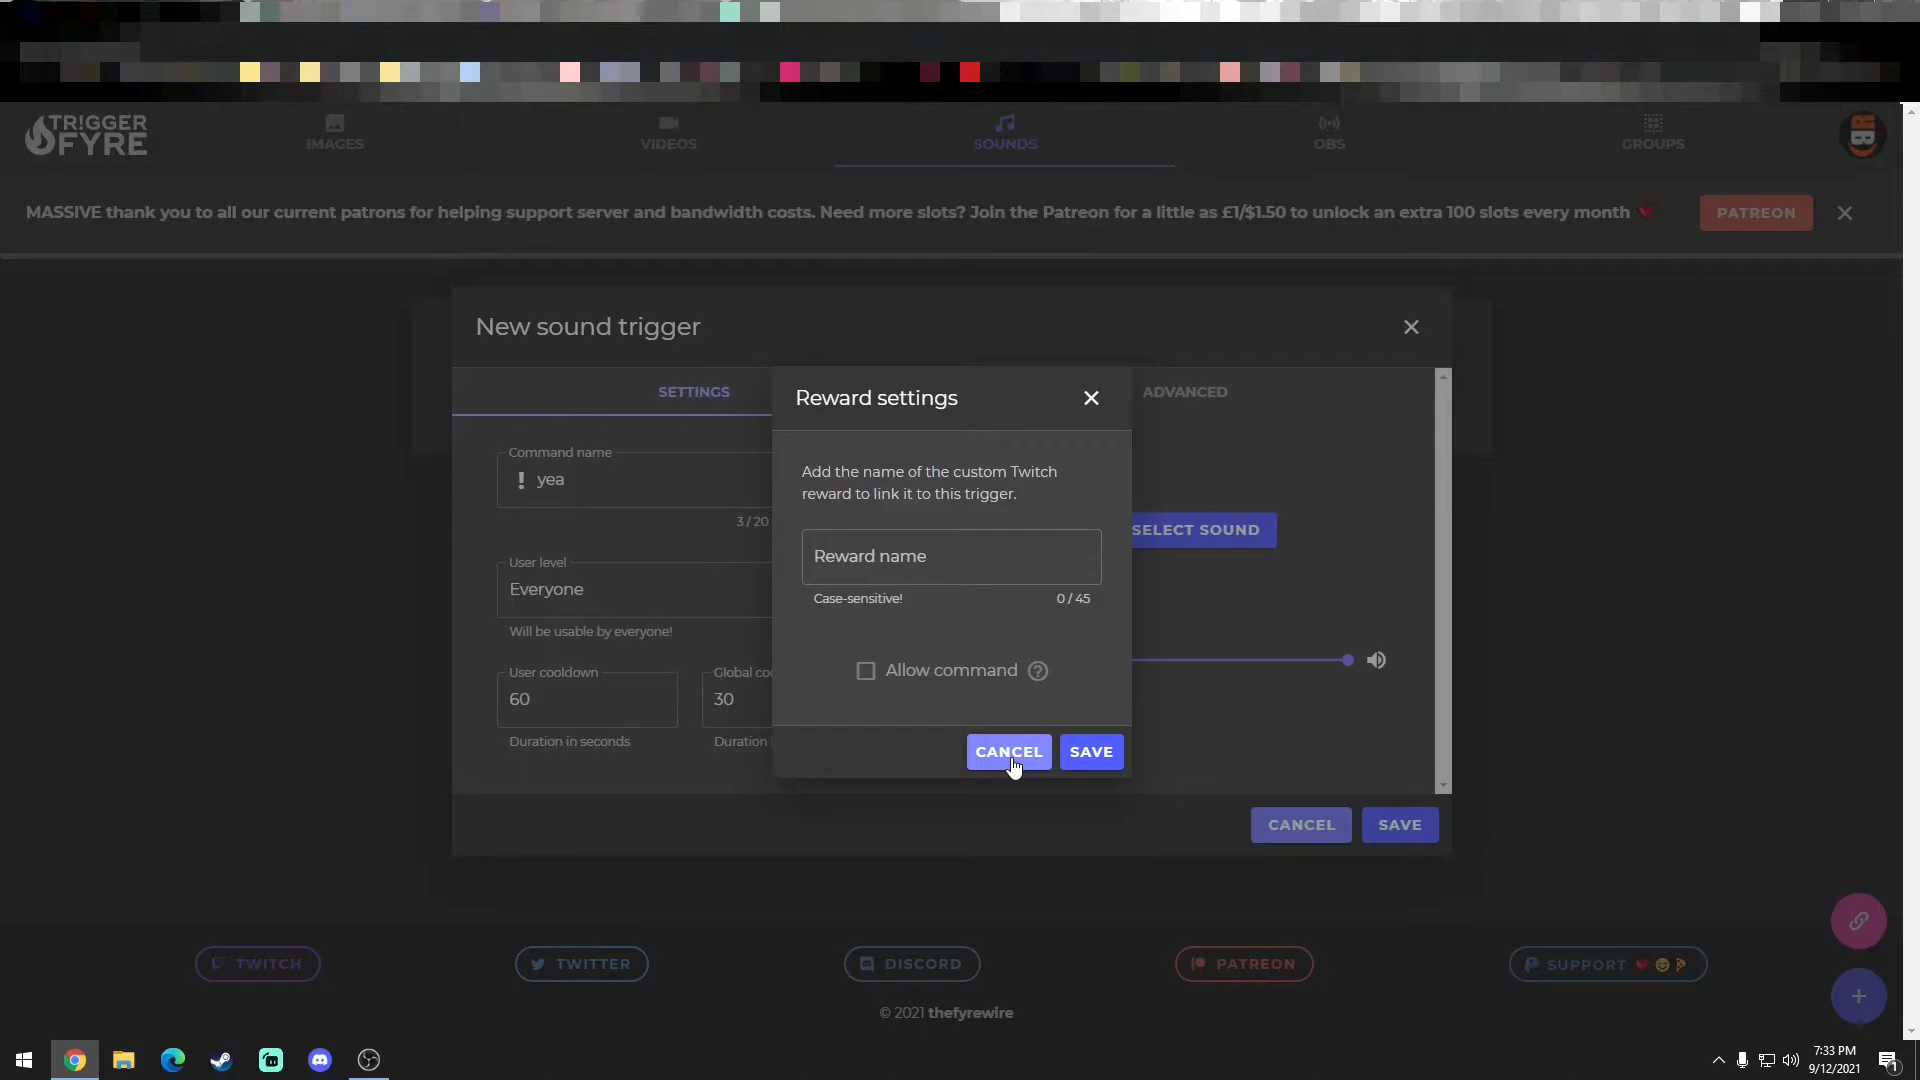 TR!GGER
FYRE
IMAGES
VIDEOS
SOUNDS
OBS
GROUPS
MASSIVE thank you to all our current patrons for helping support server and bandwidth costs. Need more slots? Join the Patreon for a little as £1/$1.50 to unlock an extra 100 slots every month
PATREON
New sound trigger
SETTINGS
ADVANCED
Reward settings
Add the name of the custom Twitch
reward to link it to this trigger.
Reward name
Case-sensitive!
0 / 45
Allow command
CANCEL
SAVE
Command name
! yea
3 / 20
SELECT SOUND
User level
Everyone
Will be usable by everyone!
User cooldown
60
Duration in seconds
Global co
30
Duration
CANCEL
SAVE
TWITCH
TWITTER
DISCORD
PATREON
SUPPORT
© 2021 thefyrewire
7:33 PM
9/12/2021
1